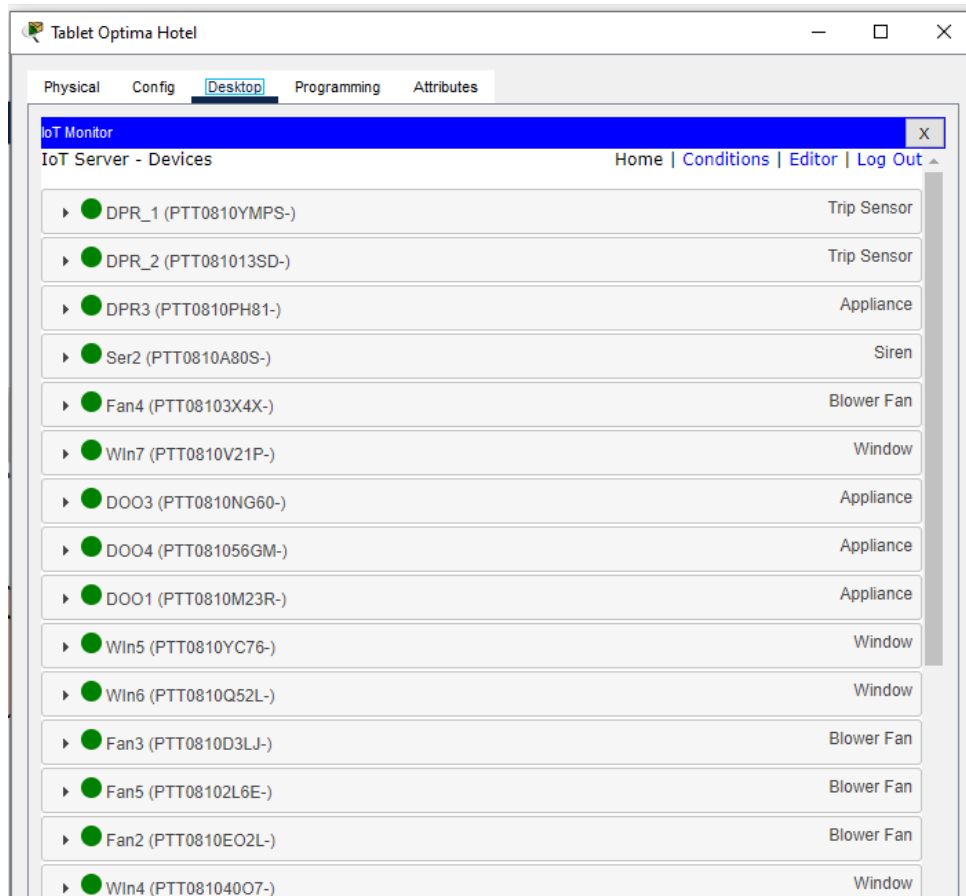 Tablet Optima Hotel
Physical Config Desktop Programming Attributes
IoT Monitor X
IoT Server - Devices Home | Conditions | Editor | Log Out
DPR_1 (PTT0810YMPS-) Trip Sensor
DPR_2 (PTT081013SD-) Trip Sensor
DPR3 (PTT0810PH81-) Appliance
Ser2 (PTT0810A80S-) Siren
Fan4 (PTT08103X4X-) Blower Fan
WIn7 (PTT0810V21P-) Window
DOO3 (PTT0810NG60-) Appliance
DOO4 (PTT081056GM-) Appliance
DOO1 (PTT0810M23R-) Appliance
WIn5 (PTT0810YC76-) Window
WIn6 (PTT0810Q52L-) Window
Fan3 (PTT0810D3LJ-) Blower Fan
Fan5 (PTT08102L6E-) Blower Fan
Fan2 (PTT0810EO2L-) Blower Fan
WIn4 (PTT081040O7-) Window